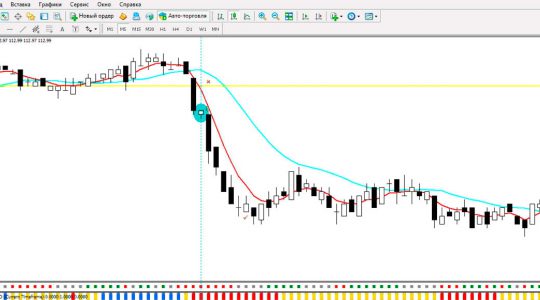 Вставка Графики Сервис Окно Справка
Новый ордер Авто-торговля
A T M1 M5 M15 M30 H1 H4 D1 W1 MN
2.97 112.99 112.97 112.99